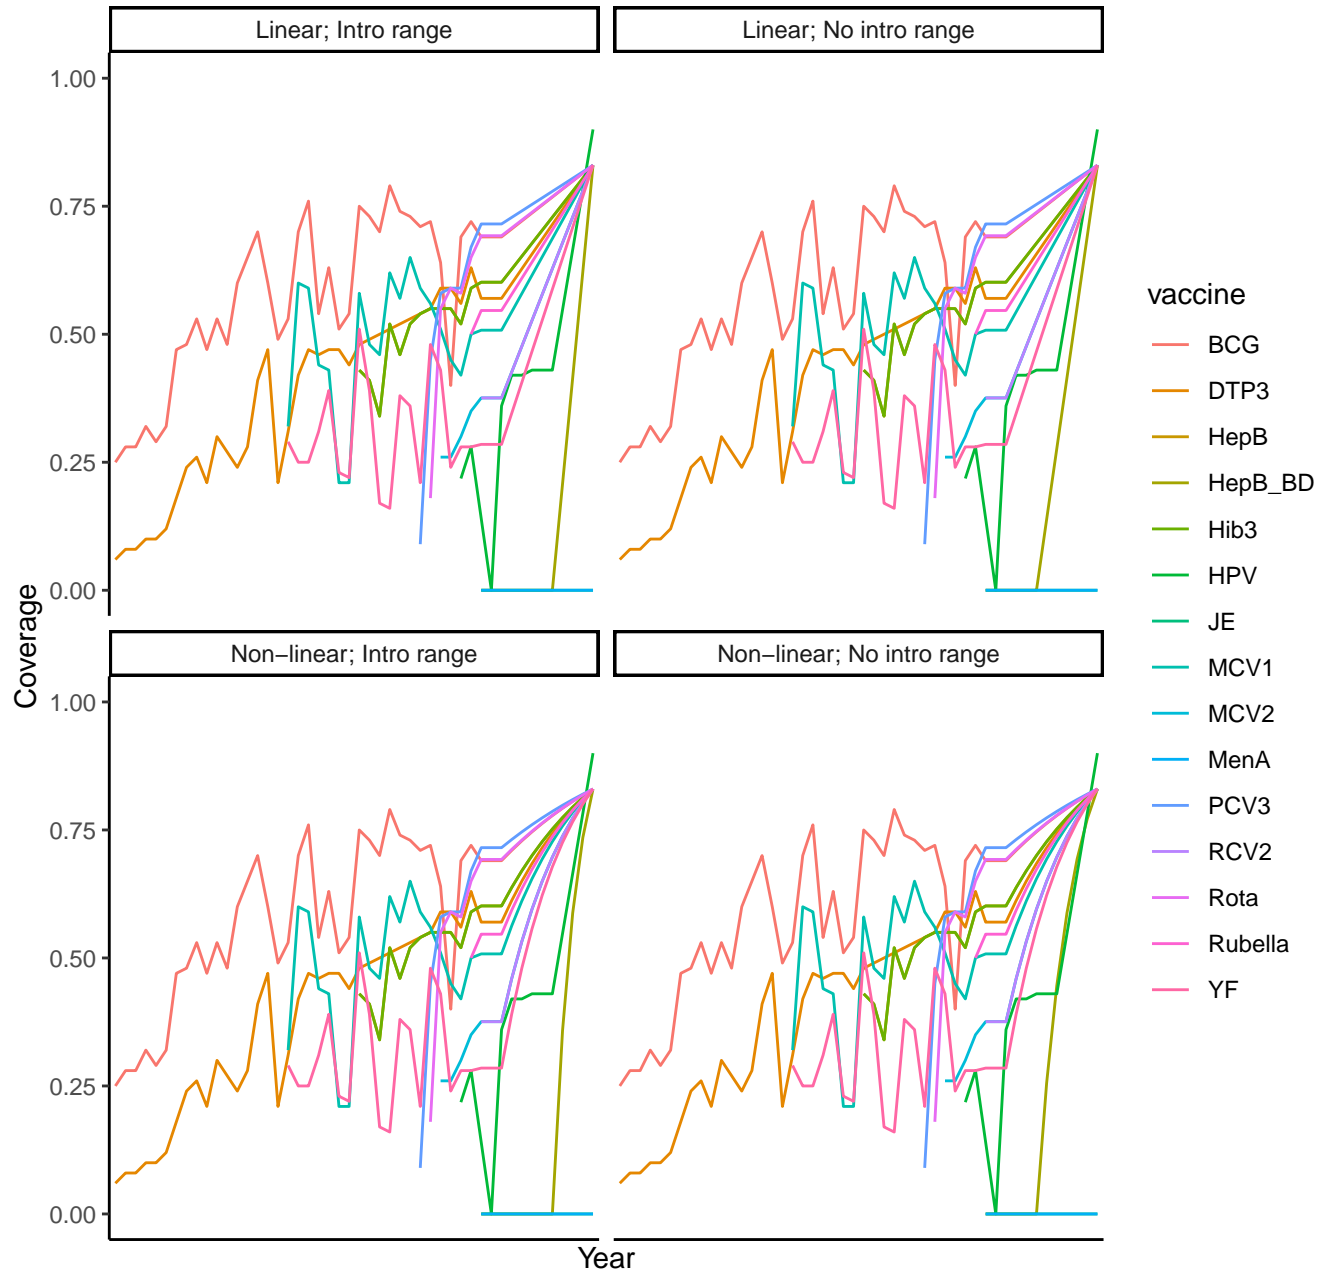 Linear; Intro range
Linear; No intro range
1.00
0.75
0.50
0.25
0.00
Non−linear; Intro range
Non−linear; No intro range
1.00
0.75
0.50
0.25
0.00
Coverage
Year
vaccine
BCG
DTP3
HepB
HepB_BD
Hib3
HPV
JE
MCV1
MCV2
MenA
PCV3
RCV2
Rota
Rubella
YF